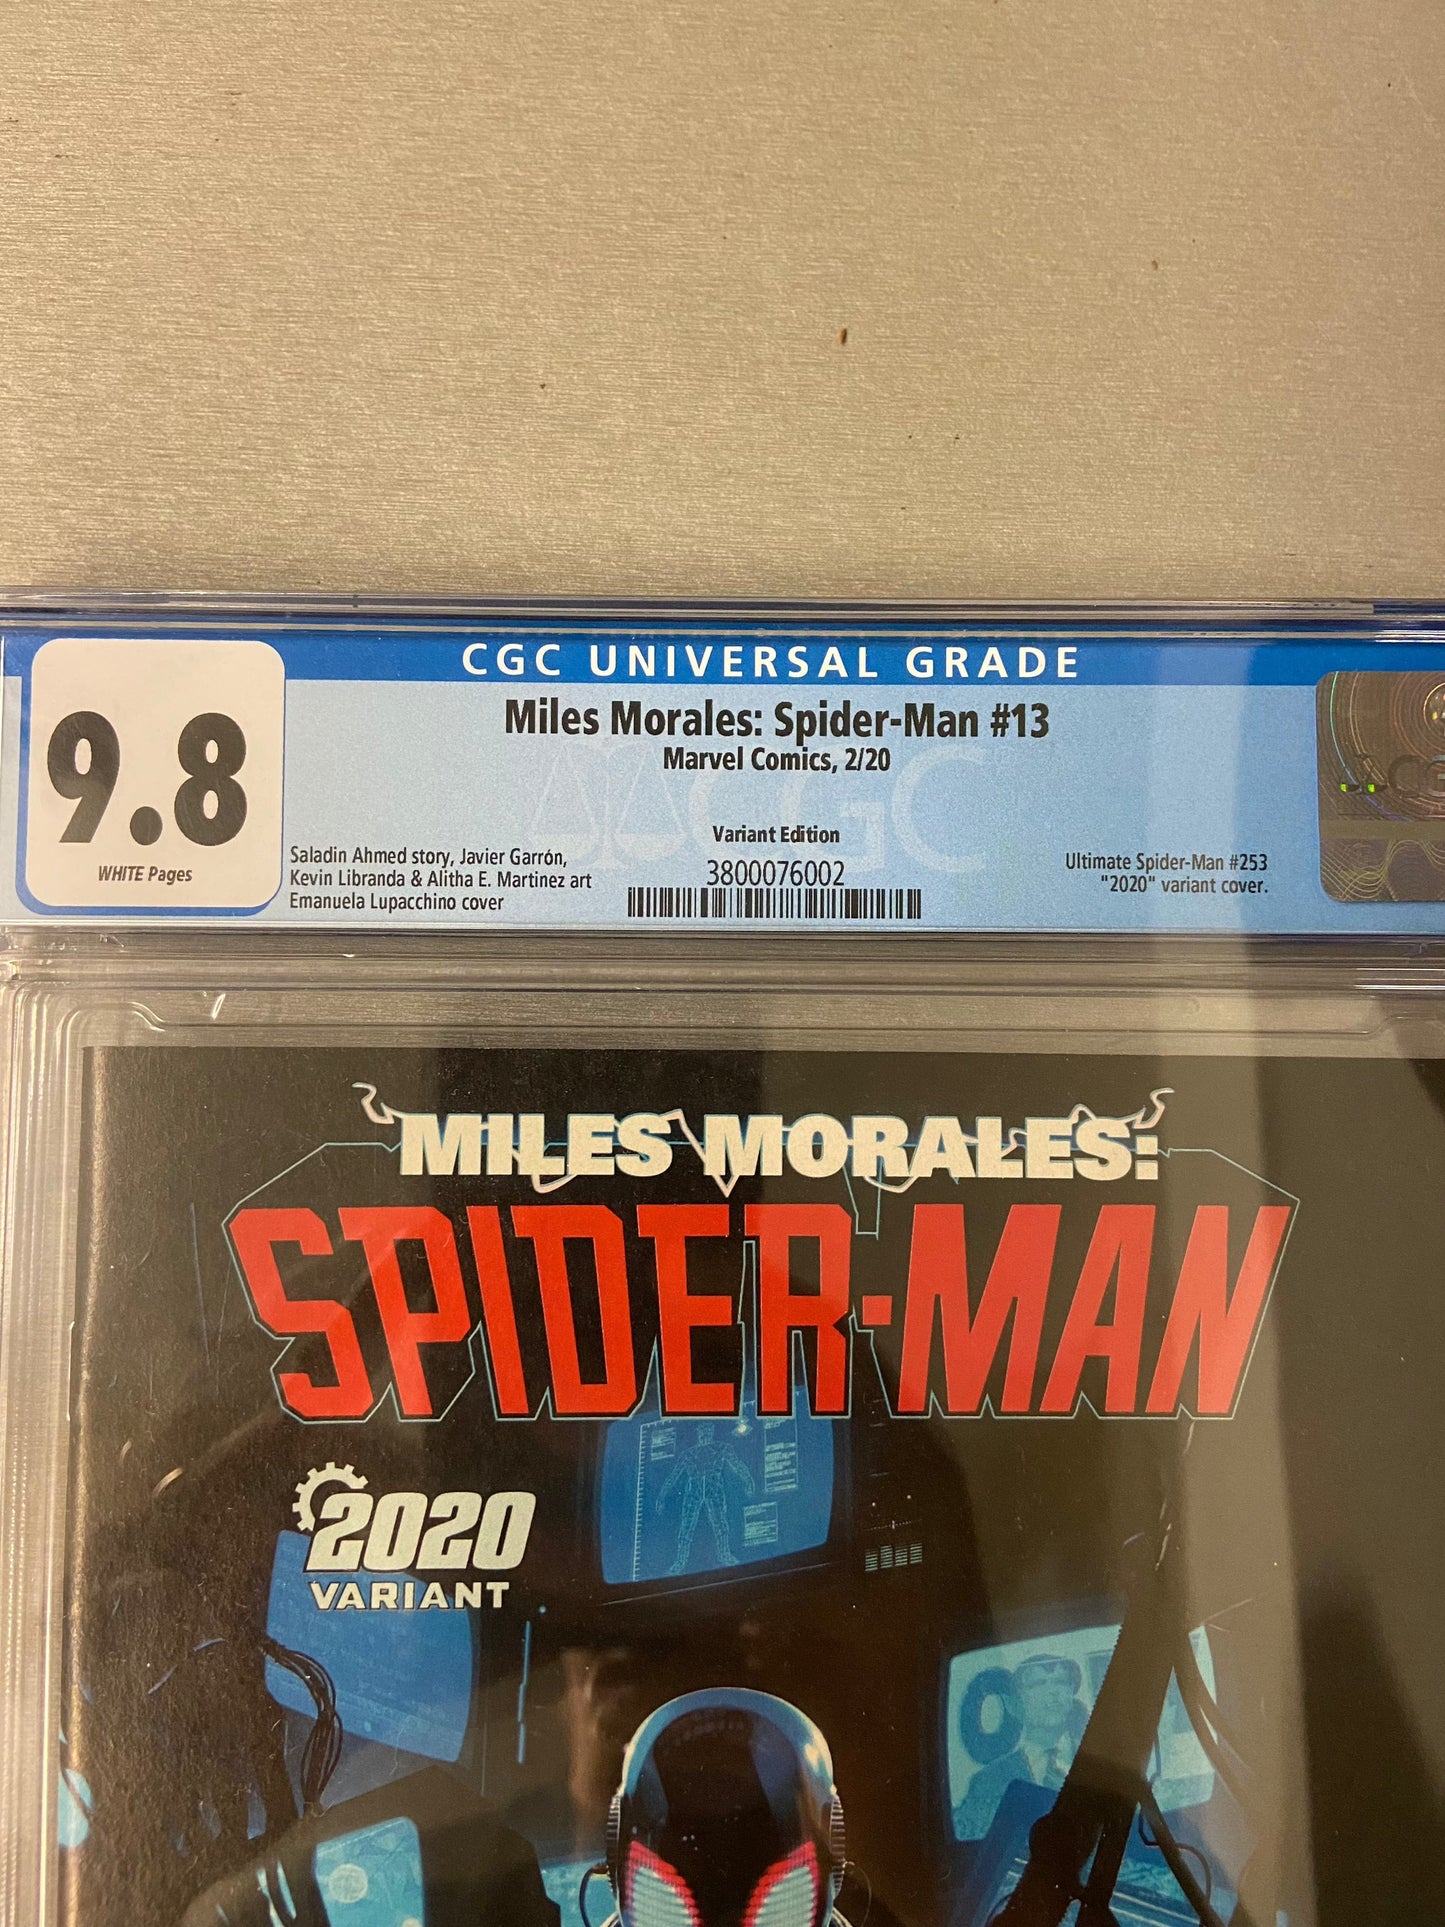 CGC UNIVERSAL GRADE
9.8
WHITE Pages
Miles Morales: Spider-Man #13
Marvel Comics, 2/20
Variant Edition
3800076002
Saladin Ahmed story, Javier Garrón,
Kevin Libranda & Alitha E. Martinez art
Emanuela Lupacchino cover
Ultimate Spider-Man #253
"2020" variant cover.
CGC
MILES MORALES:
SPIDER-MAN
2020
VARIANT